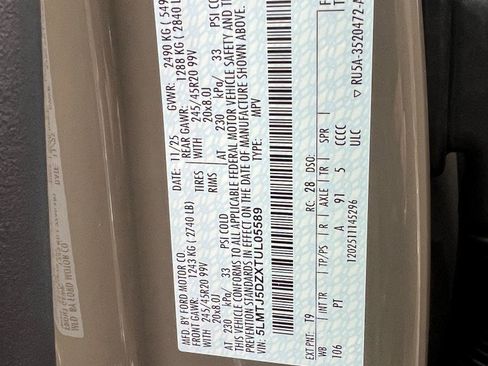 MFD. BY FORD MOTOR CO.
DATE: 11/25 GVWR: 2490 KG ( 549
FRONT GAWR: 1243 KG ( 2740 LB) REAR GAWR: 1288 KG ( 2840 L
245/45R20 99V TIRES WITH 245/45R20 99V
20x8.0J RIMS 20x8.0J
AT 230 kPa/ 33 PSI COLD AT 230 kPa/ 33 PSI CO
THIS VEHICLE CONFORMS TO ALL APPLICABLE FEDERAL MOTOR VEHICLE SAFETY AND T
PREVENTION STANDARDS IN EFFECT ON THE DATE OF MANUFACTURE SHOWN ABOVE.
VIN: 5LMTJ5DZXTUL05589
TYPE: MPV
EXT PNT: T9 RC: 28 DSO:
WB INT TR TP/PS R AXLE TR SPR
106 PT A 91 5 CCCC
1202511145296 ULC
▽ RU5A-3520472-A